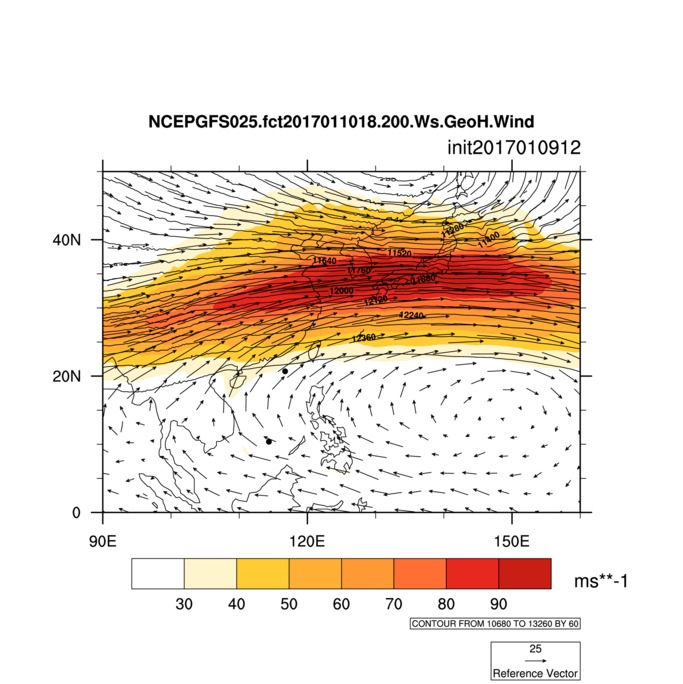 NCEPGFS025.fct2017011018.200.Ws.GeoH.Wind
init2017010912
40N
20N
0
11280
11400
11520
11640
11760
11880
12000
12120
12240
12360
90E 120E 150E
30 40 50 60 70 80 90
ms**-1
CONTOUR FROM 10680 TO 13260 BY 60
25
Reference Vector